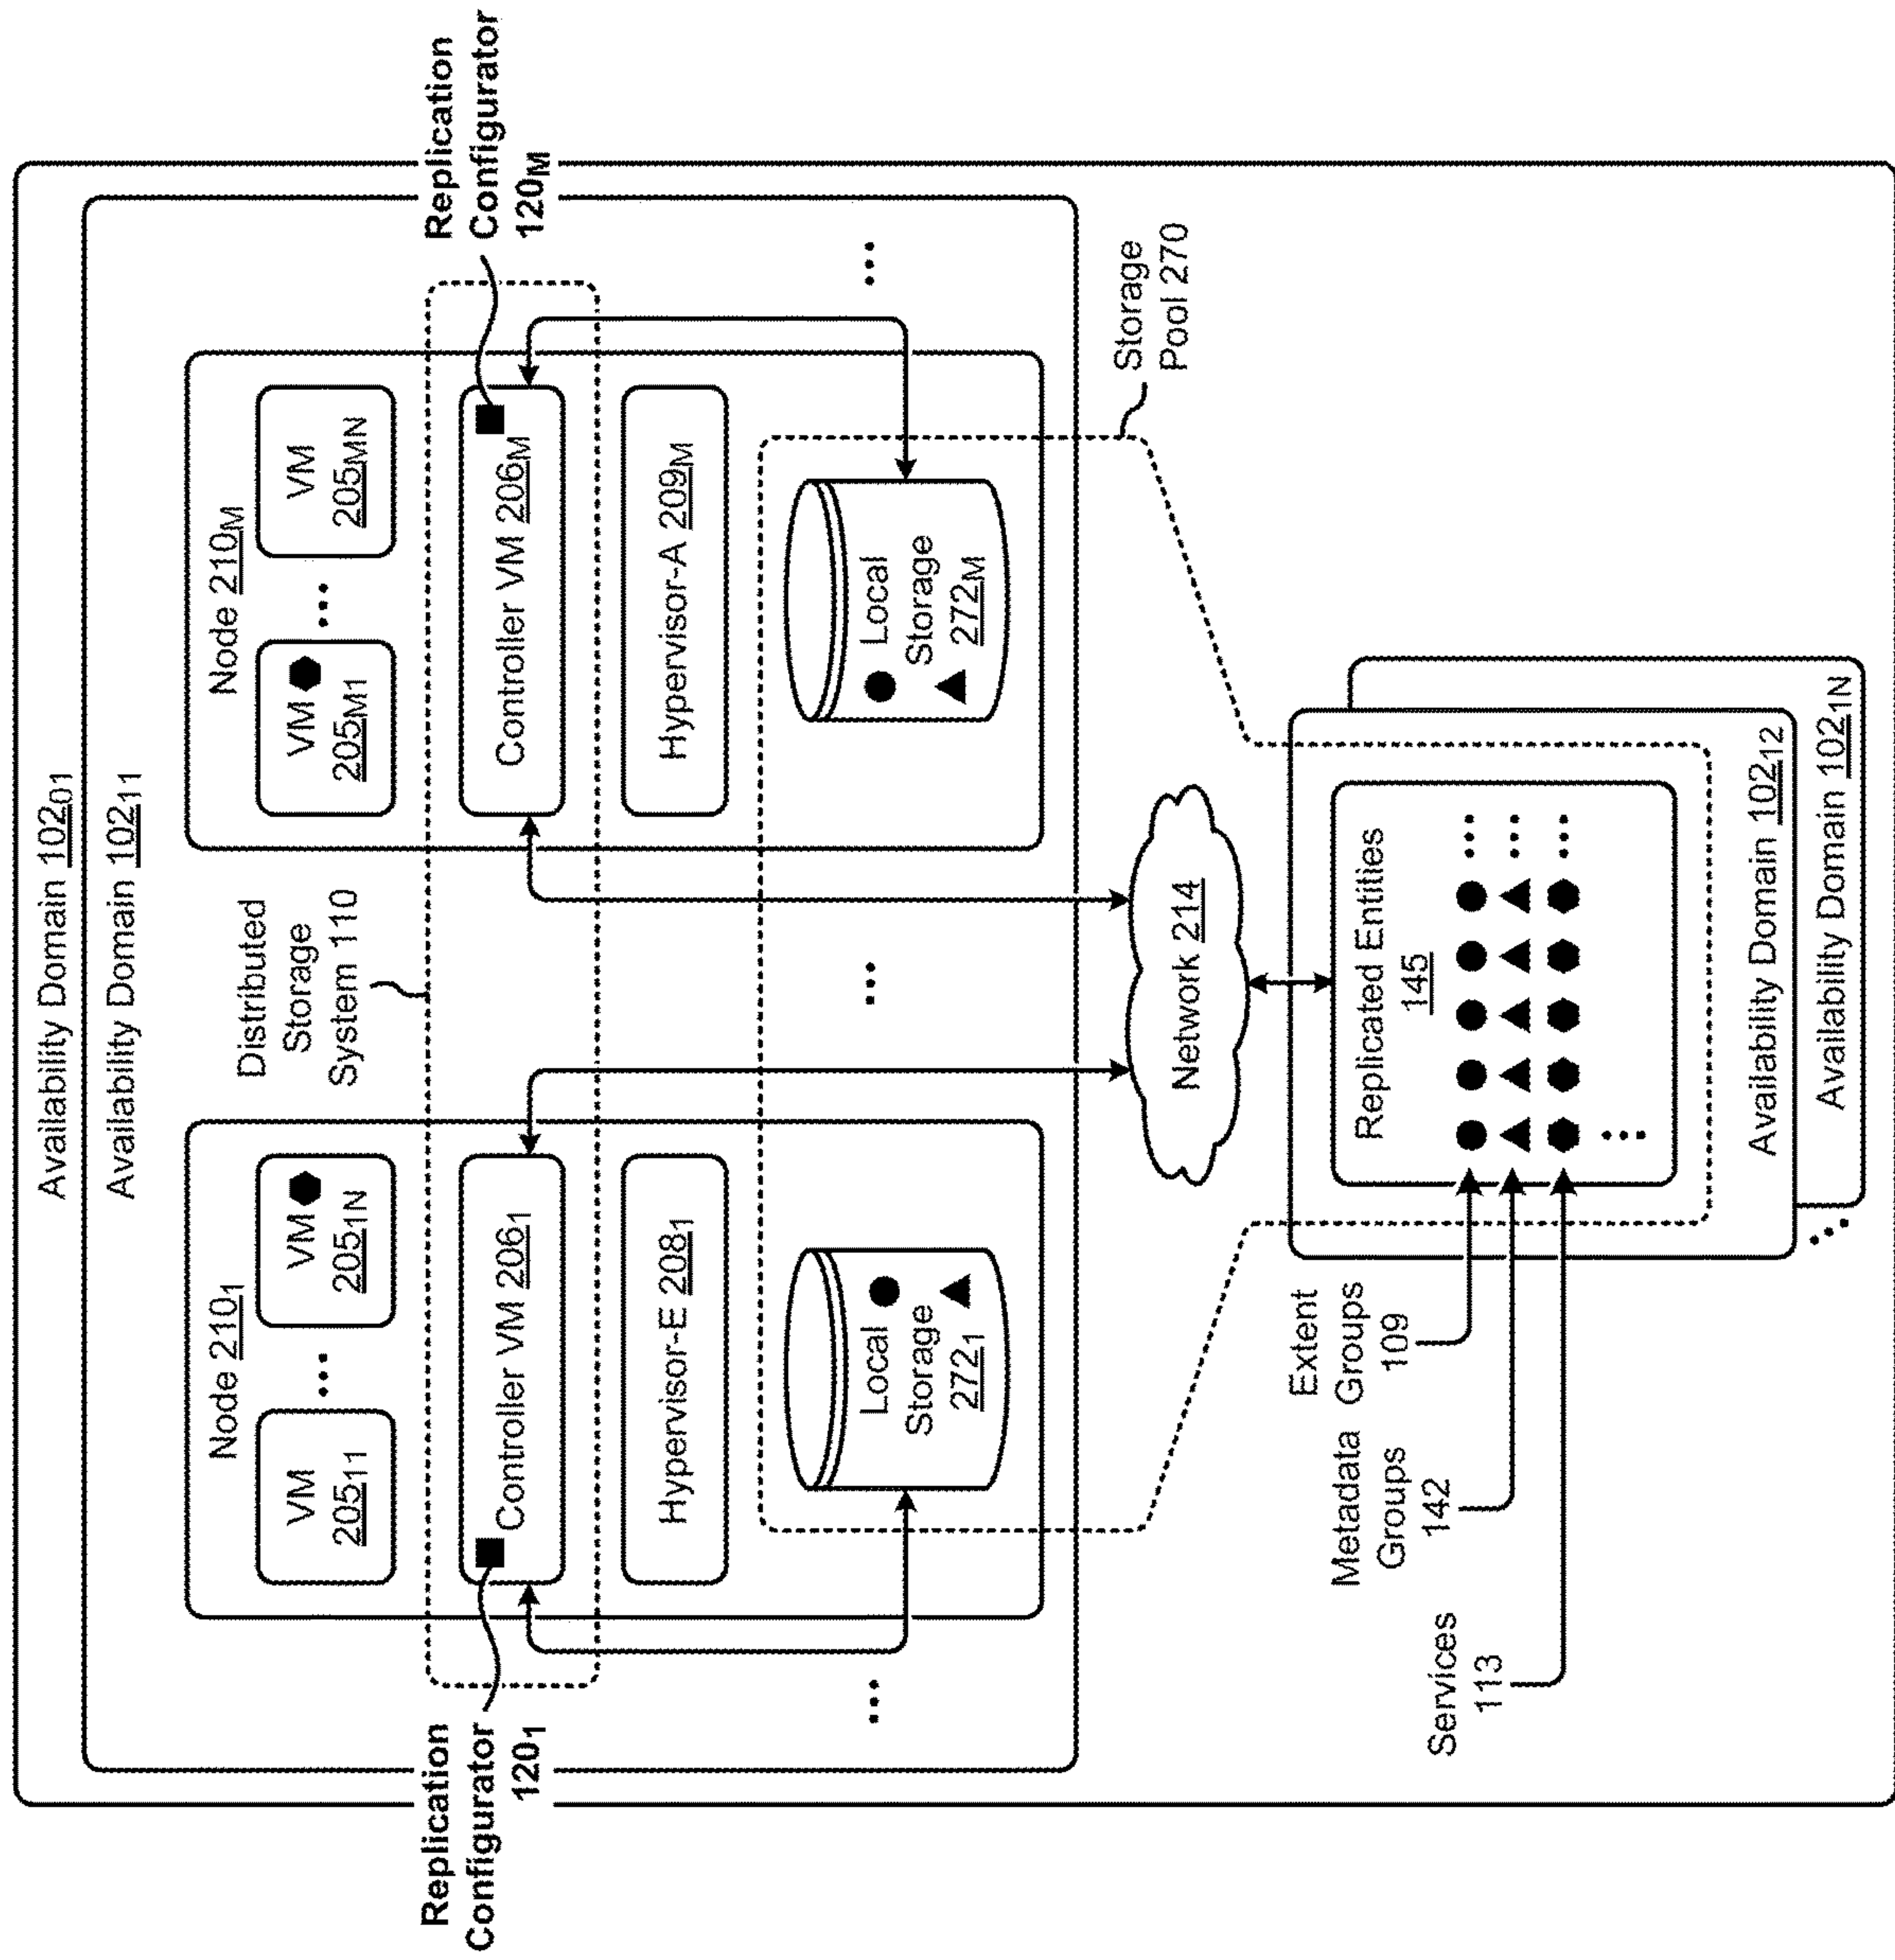 Availability Domain 102₀₁
Availability Domain 102₁₁
Node 210₁
VM
205₁₁
...
VM
205₁N
Distributed
Storage
System 110
Node 210M
VM
205M1
...
VM
205MN
Replication
Configurator
120₁
Controller VM 206₁
Controller VM 206M
Replication
Configurator
120M
Hypervisor-E 208₁
Hypervisor-A 209M
...
Local
Storage
272₁
...
Local
Storage
272M
...
Storage
Pool 270
Network 214
Extent
Groups
109
Metadata
Groups
142
Services
113
Replicated Entities
145
...
...
...
...
Availability Domain 102₁₂
Availability Domain 102₁N
...